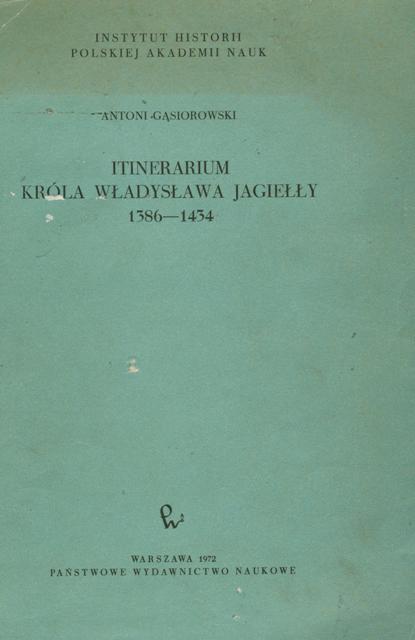 INSTYTUT HISTORII
POLSKIEJ AKADEMII NAUK
ANTONI GĄSIOROWSKI
ITINERARIUM
KRÓLA WŁADYSŁAWA JAGIEŁŁY
1386—1434
WARSZAWA 1972
PAŃSTWOWE WYDAWNICTWO NAUKOWE